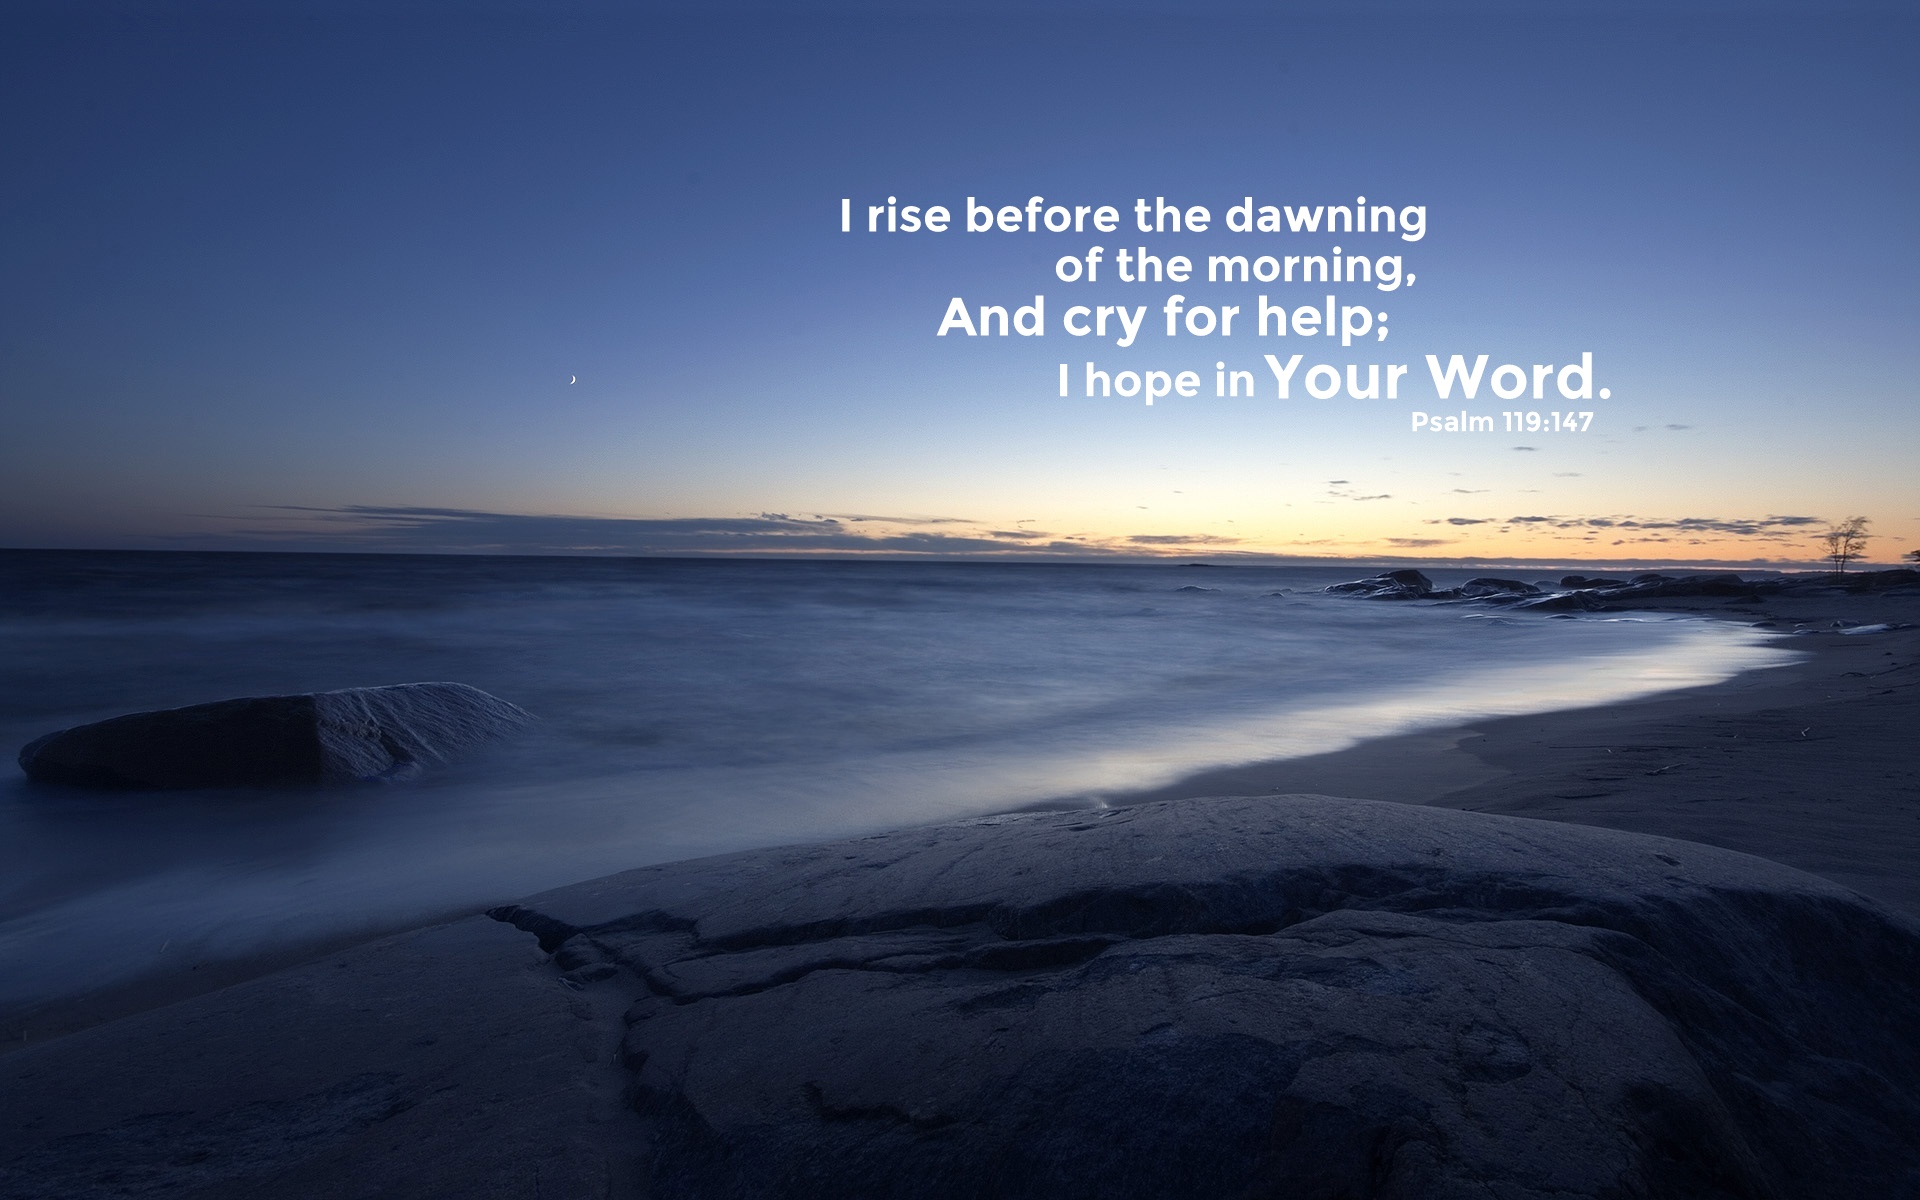 I rise before the dawning
of the morning,
And cry for help;
I hope in Your Word.
Psalm 119:147